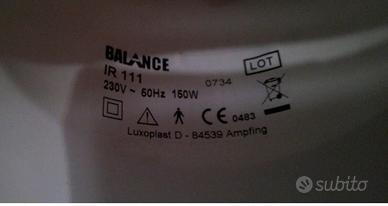 BALANCE
LOT
IR 111
0734
230V ~ 50Hz 150W
CE 0483
Luxoplast D - 84539 Ampfing
subito